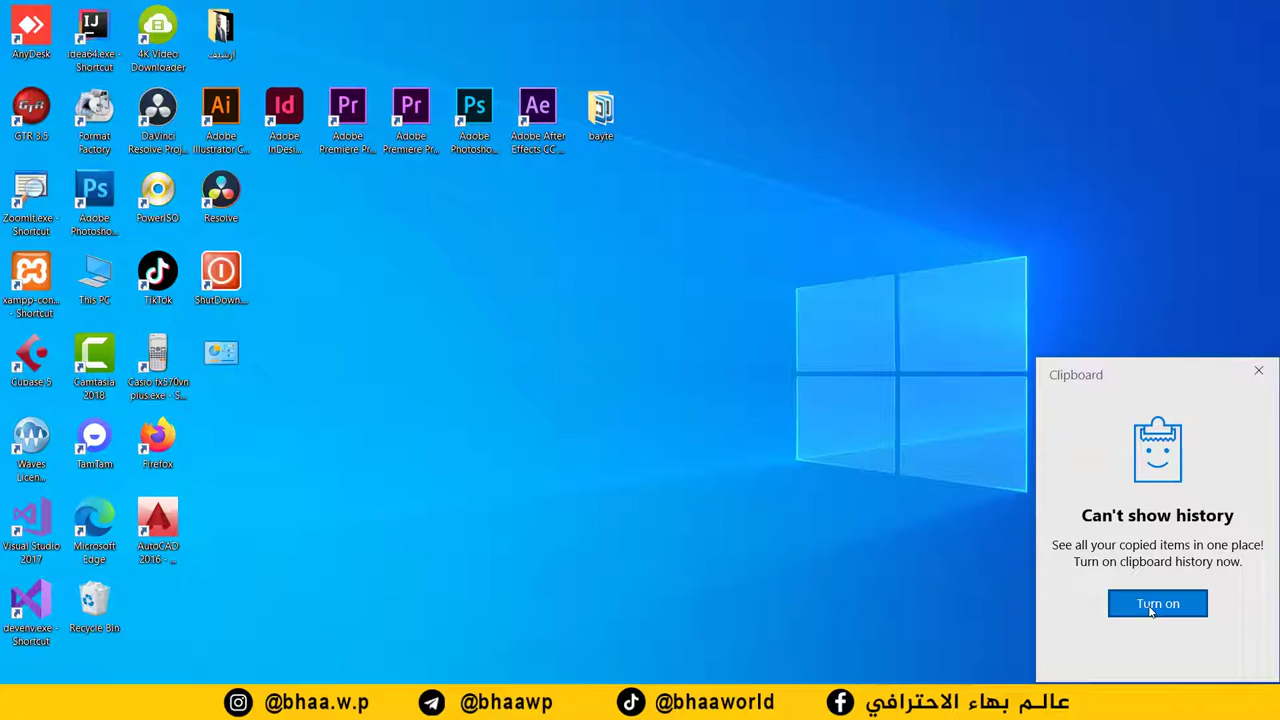 AnyDesk
idea64.exe -
Shortcut
4K Video
Downloader
ارشيف
GTR 3.5
Format
Factory
DaVinci
Resolve Proj...
Adobe
Illustrator C...
Adobe
InDesi...
Adobe
Premiere Pr...
Adobe
Premiere Pr...
Adobe
Photosho...
Adobe After
Effects CC ...
bayte
ZoomIt.exe -
Shortcut
Adobe
Photosho...
PowerISO
Resolve
xampp-con...
- Shortcut
This PC
TikTok
ShutDown...
Cubase 5
Camtasia
2018
Casio fx570vn
plus.exe - S...
Waves
Licen...
TamTam
Firefox
Visual Studio
2017
Microsoft
Edge
AutoCAD
2016 - ...
devenv.exe -
Shortcut
Recycle Bin
Clipboard
Can't show history
See all your copied items in one place!
Turn on clipboard history now.
Turn on
@bhaa.w.p
@bhaawp
@bhaaworld
عالم بهاء الاحترافي